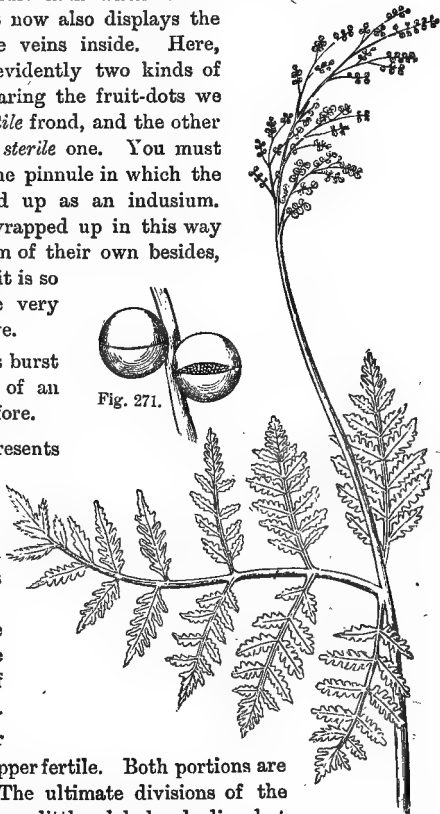 s now also displays the
e veins inside. Here,
evidently two kinds of
aring the fruit-dots we
ile frond, and the other
sterile one. You must
ne pinnule in which the
d up as an indusium.
wrapped up in this way
m of their own besides,
it is so
e very
ve.
s burst
of an
fore.
Fig. 271.
resents
s
e
e
f
r
pper fertile. Both portions are
The ultimate divisions of the